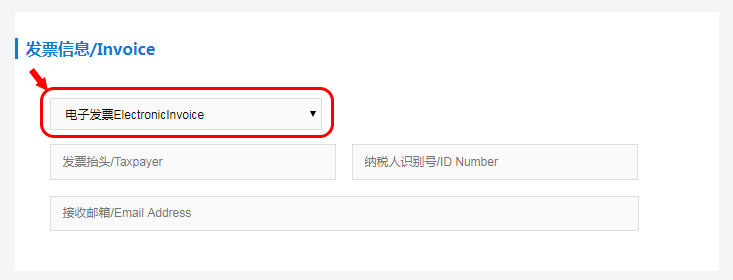 发票信息/Invoice
电子发票ElectronicInvoice
发票抬头/Taxpayer 纳税人识别号/ID Number
接收邮箱/Email Address